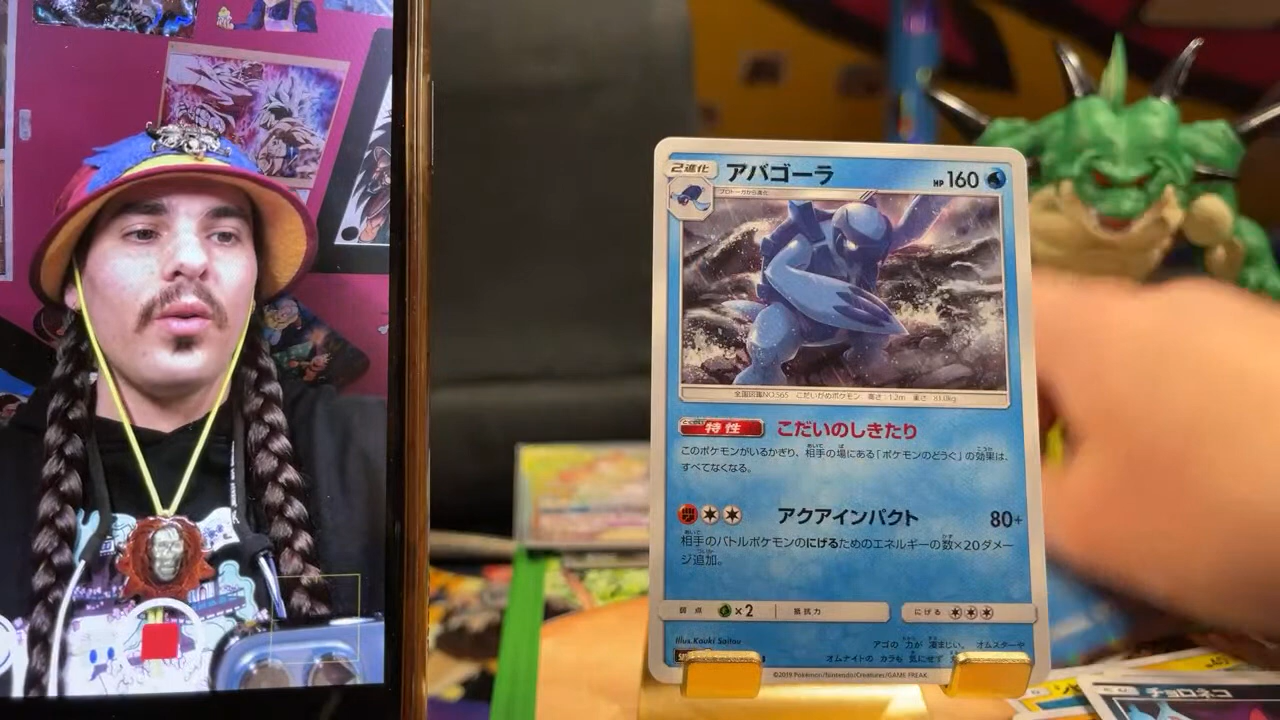 2進化 アバゴーラ HP 160
プロトーガから進化
全国図鑑NO.565 こだいがめポケモン 高さ:1.2m 重さ:81.0kg
特性 こだいのしきたり
このポケモンがいるかぎり、相手の場にある「ポケモンのどうぐ」の効果は、
すべてなくなる。
アクアインパクト 80+
相手のバトルポケモンのにげるためのエネルギーの数×20ダメー
ジ追加。
弱点 ×2 抵抗力 にげる
Illus. Kouki Saitou
アゴの力が凄まじい。オムスターや
オムナイトのカラも気にせず
©2019 Pokémon/Nintendo/Creatures/GAME FREAK.
チョロネコ